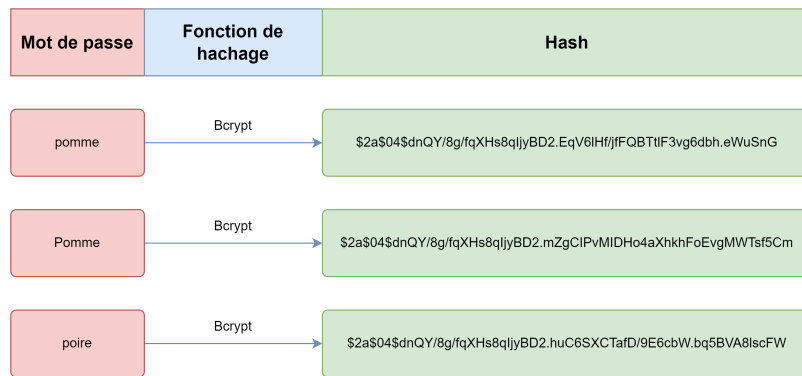 Mot de passe
Fonction de
hachage
Hash
pomme
Bcrypt
$2a$04$dnQY/8g/fqXHs8qIjyBD2.EqV6lHf/jfFQBTtlF3vg6dbh.eWuSnG
Pomme
Bcrypt
$2a$04$dnQY/8g/fqXHs8qIjyBD2.mZgCIPvMIDHo4aXhkhFoEvgMWTsf5Cm
poire
Bcrypt
$2a$04$dnQY/8g/fqXHs8qIjyBD2.huC6SXCTafD/9E6cbW.bq5BVA8lscFW